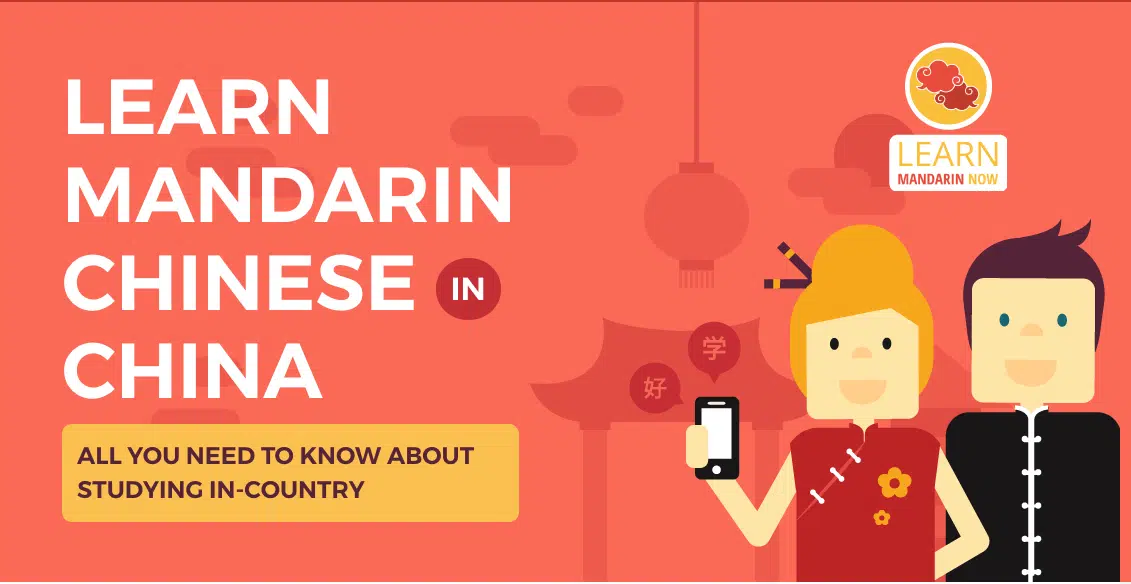 LEARN
MANDARIN
CHINESE IN
CHINA
ALL YOU NEED TO KNOW ABOUT
STUDYING IN-COUNTRY
LEARN
MANDARIN NOW
学
好